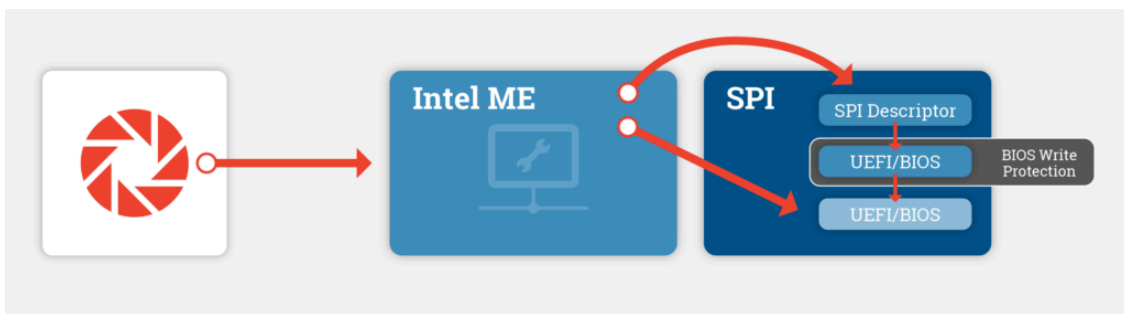 Intel ME
SPI
SPI Descriptor
UEFI/BIOS
BIOS Write
Protection
UEFI/BIOS